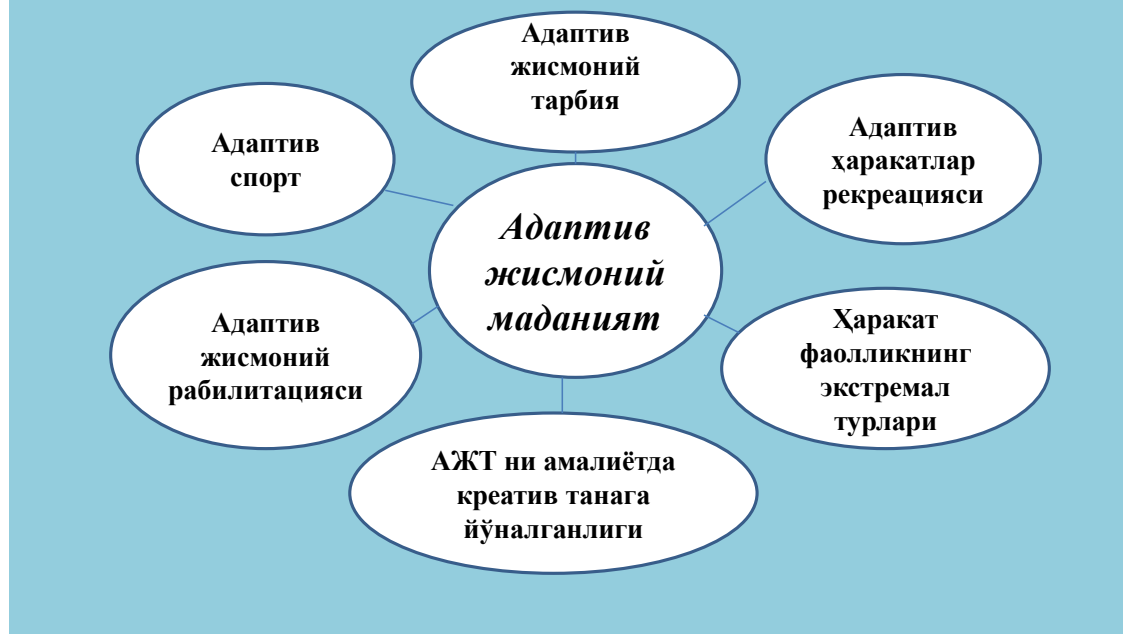 Адаптив
жисмоний
тарбия
Адаптив
спорт
Адаптив
ҳаракатлар
рекреацияси
Адаптив
жисмоний
маданият
Адаптив
жисмоний
рабилитацияси
Ҳаракат
фаолликнинг
экстремал
турлари
АЖТ ни амалиётда
креатив танага
йўналганлиги